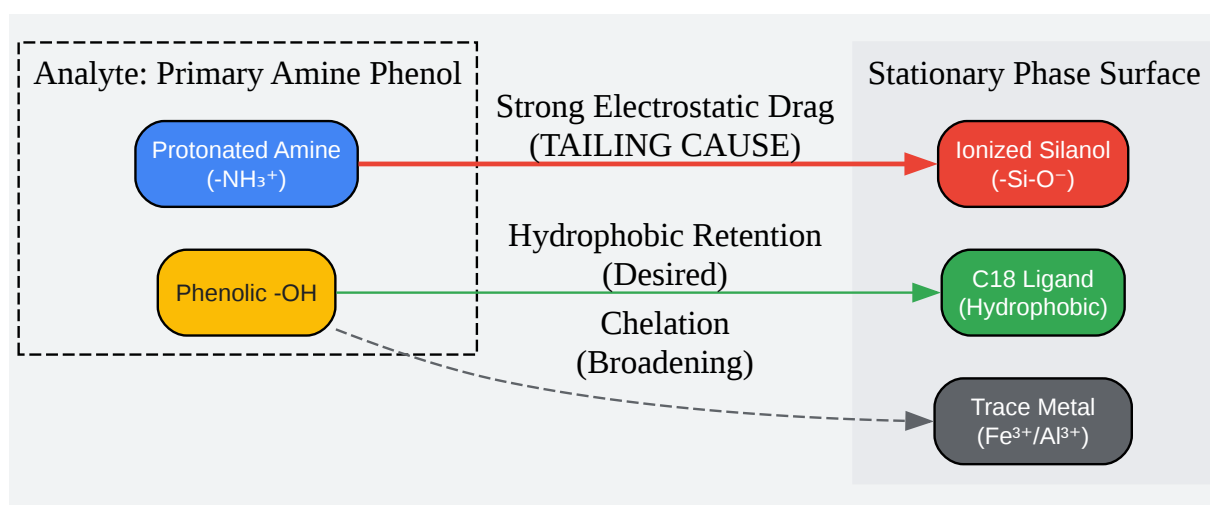 Analyte: Primary Amine Phenol
Stationary Phase Surface
Strong Electrostatic Drag
(TAILING CAUSE)
Protonated Amine
(-NH₃⁺)
Ionized Silanol
(-Si-O⁻)
Hydrophobic Retention
(Desired)
Phenolic -OH
C18 Ligand
(Hydrophobic)
Chelation
(Broadening)
Trace Metal
(Fe³⁺/Al³⁺)